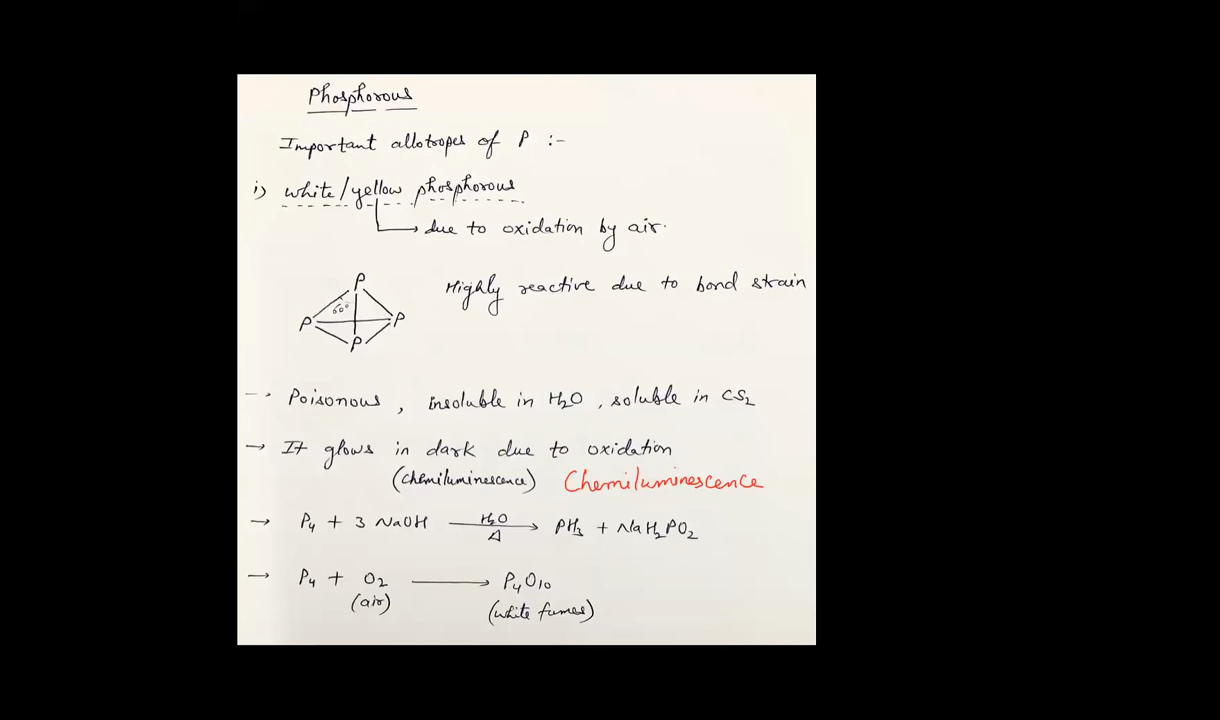 Phosphorous
Important allotropes of P :-
i) white/yellow phosphorous
→ due to oxidation by air.
P
60°
Highly reactive due to bond strain
P P
P
→ Poisonous , insoluble in H₂O , soluble in CS₂
→ It glows in dark due to oxidation
(chemiluminescence) Chemiluminescence
→ P₄ + 3 NaOH —H₂O/Δ→ PH₃ + NaH₂PO₂
→ P₄ + O₂ → P₄O₁₀
(air) (white fumes)